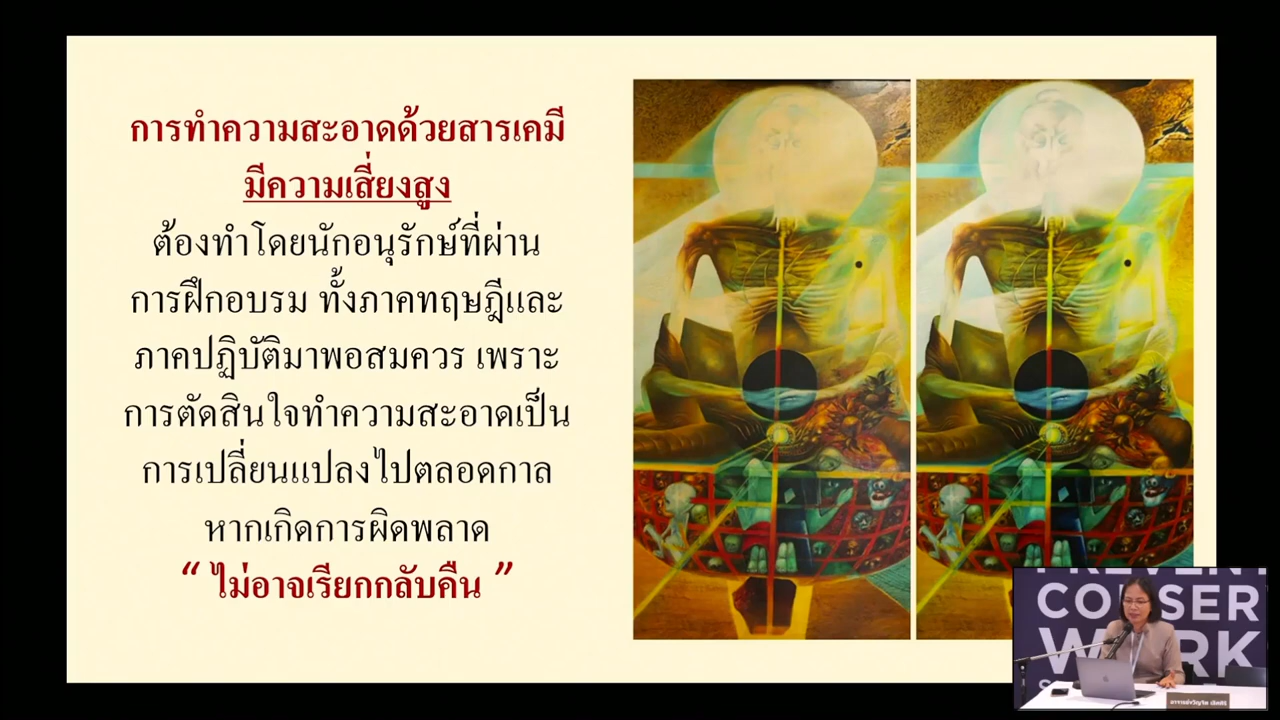 การทำความสะอาดด้วยสารเคมี
มีความเสี่ยงสูง
ต้องทำโดยนักอนุรักษ์ที่ผ่าน
การฝึกอบรม ทั้งภาคทฤษฎีและ
ภาคปฏิบัติมาพอสมควร เพราะ
การตัดสินใจทำความสะอาดเป็น
การเปลี่ยนแปลงไปตลอดกาล
หากเกิดการผิดพลาด
“ ไม่อาจเรียกกลับคืน ”